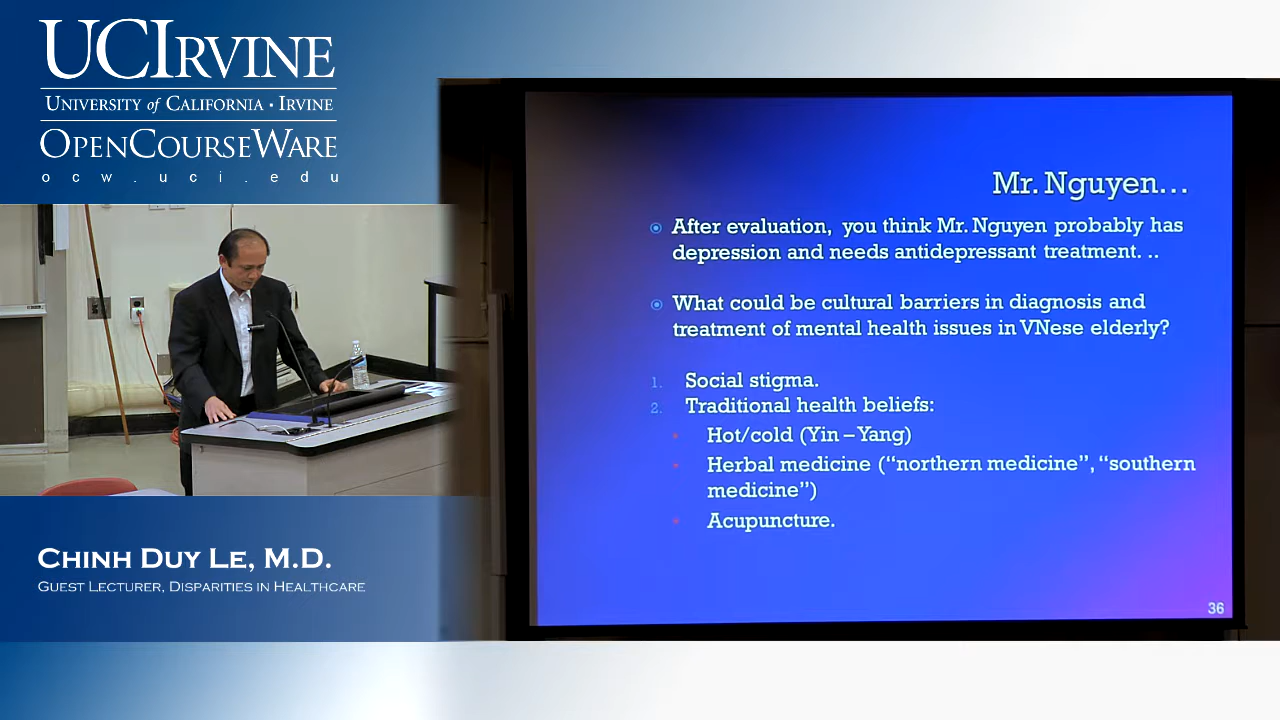 UCIRVINE
UNIVERSITY of CALIFORNIA • IRVINE
OPENCOURSEWARE
ocw.uci.edu
Mr. Nguyen...
After evaluation, you think Mr. Nguyen probably has
depression and needs antidepressant treatment. ..
What could be cultural barriers in diagnosis and
treatment of mental health issues in VNese elderly?
1. Social stigma.
2. Traditional health beliefs:
Hot/cold (Yin – Yang)
Herbal medicine (“northern medicine”, “southern
medicine”)
Acupuncture.
36
CHINH DUY LE, M.D.
GUEST LECTURER, DISPARITIES IN HEALTHCARE